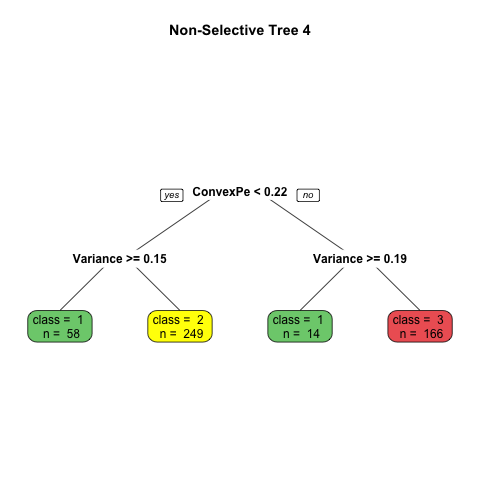 Non-Selective Tree 4
yes ConvexPe < 0.22 no
Variance >= 0.15 Variance >= 0.19
class = 1 class = 2 class = 1 class = 3
n = 58 n = 249 n = 14 n = 166